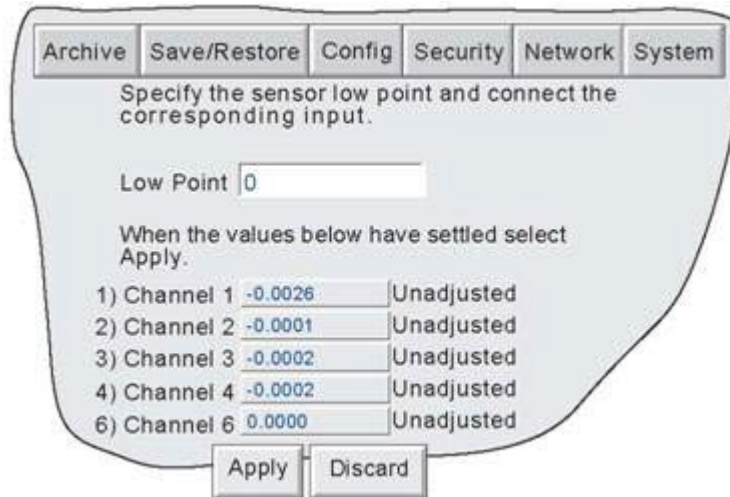 Archive Save/Restore Config Security Network System
Specify the sensor low point and connect the
corresponding input.
Low Point 0
When the values below have settled select
Apply.
1) Channel 1 -0.0026 Unadjusted
2) Channel 2 -0.0001 Unadjusted
3) Channel 3 -0.0002 Unadjusted
4) Channel 4 -0.0002 Unadjusted
6) Channel 6 0.0000 Unadjusted
Apply Discard